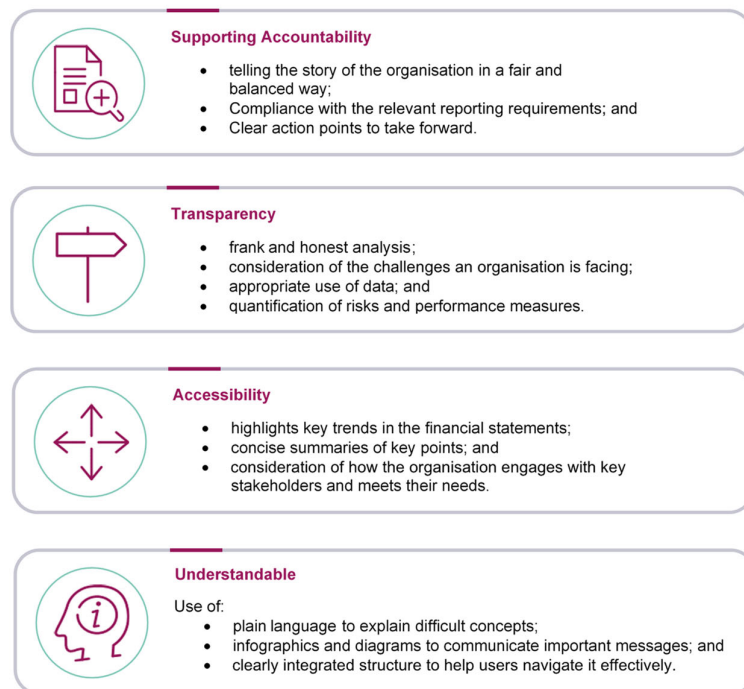 Supporting Accountability
• telling the story of the organisation in a fair and
balanced way;
• Compliance with the relevant reporting requirements; and
• Clear action points to take forward.
Transparency
• frank and honest analysis;
• consideration of the challenges an organisation is facing;
• appropriate use of data; and
• quantification of risks and performance measures.
Accessibility
• highlights key trends in the financial statements;
• concise summaries of key points; and
• consideration of how the organisation engages with key
stakeholders and meets their needs.
i
Understandable
Use of:
• plain language to explain difficult concepts;
• infographics and diagrams to communicate important messages; and
• clearly integrated structure to help users navigate it effectively.